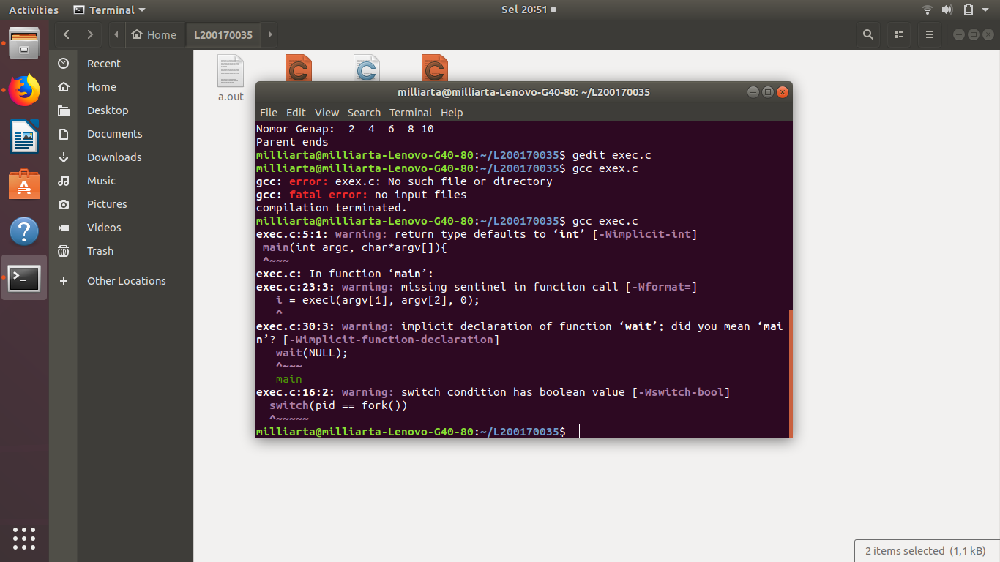 Activities
Terminal
Sel 20:51
Home
L200170035
Recent
Home
Desktop
Documents
Downloads
Music
Pictures
Videos
Trash
Other Locations
a.out
milliarta@milliarta-Lenovo-G40-80: ~/L200170035
File Edit View Search Terminal Help
Nomor Genap:  2  4  6  8 10
Parent ends
milliarta@milliarta-Lenovo-G40-80:~/L200170035$ gedit exec.c
milliarta@milliarta-Lenovo-G40-80:~/L200170035$ gcc exex.c
gcc: error: exex.c: No such file or directory
gcc: fatal error: no input files
compilation terminated.
milliarta@milliarta-Lenovo-G40-80:~/L200170035$ gcc exec.c
exec.c:5:1: warning: return type defaults to ‘int’ [-Wimplicit-int]
 main(int argc, char*argv[]){
 ^~~~
exec.c: In function ‘main’:
exec.c:23:3: warning: missing sentinel in function call [-Wformat=]
   i = execl(argv[1], argv[2], 0);
   ^
exec.c:30:3: warning: implicit declaration of function ‘wait’; did you mean ‘mai
n’? [-Wimplicit-function-declaration]
   wait(NULL);
   ^~~~
   main
exec.c:16:2: warning: switch condition has boolean value [-Wswitch-bool]
  switch(pid == fork())
  ^~~~~~
milliarta@milliarta-Lenovo-G40-80:~/L200170035$
2 items selected (1,1 kB)